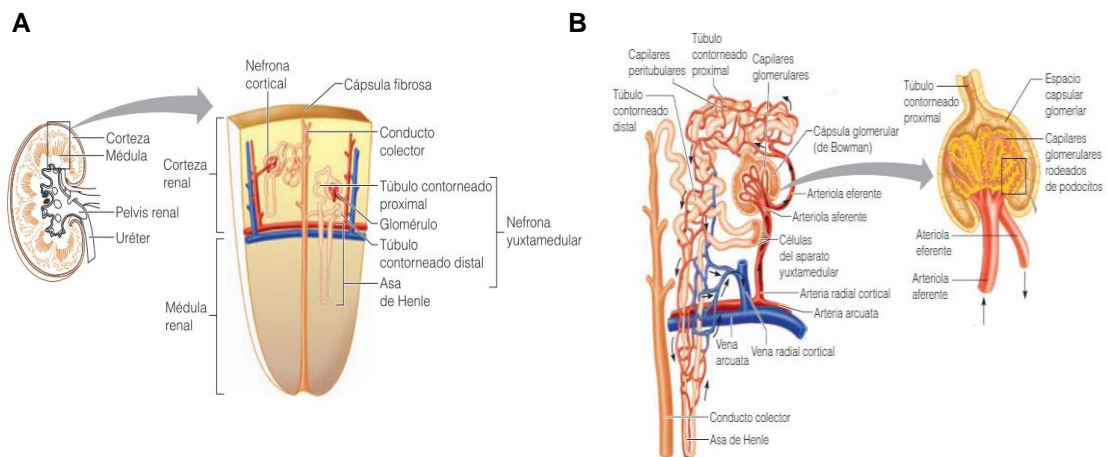 A
Nefrona
cortical
Cápsula fibrosa
Corteza
Médula
Pelvis renal
Uréter
Corteza
renal
Médula
renal
Conducto
colector
Túbulo contorneado
proximal
Glomérulo
Túbulo
contorneado distal
Asa
de Henle
Nefrona
yuxtamedular
B
Túbulo
contorneado
proximal
Capilares
peritubulares
Capilares
glomerulares
Túbulo
contorneado
distal
Cápsula glomerular
(de Bowman)
Arteriola eferente
Arteriola aferente
Células
del aparato
yuxtamedular
Arteria radial cortical
Arteria arcuata
Vena
arcuata
Vena radial cortical
Conducto colector
Asa de Henle
Túbulo
contorneado
proximal
Espacio
capsular
glomerlar
Capilares
glomerulares
rodeados
de podocitos
Ateriola
eferente
Arteriola
aferente